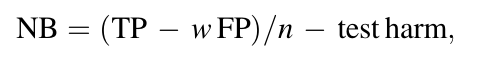 NB = (TP − w FP)/n − test harm,